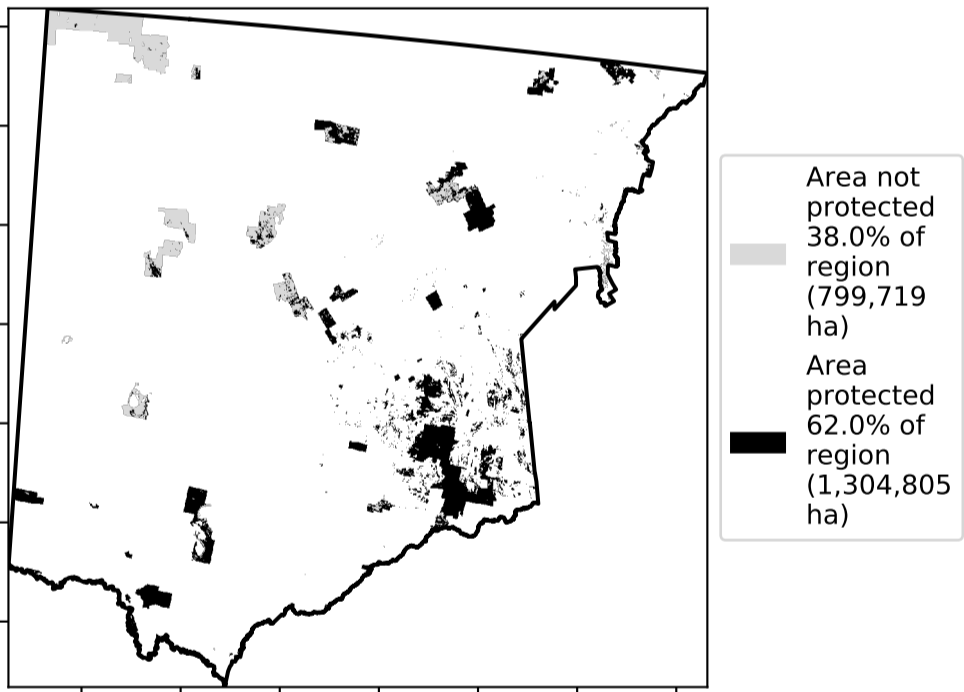 Area not
protected
38.0% of
region
(799,719
ha)
Area
protected
62.0% of
region
(1,304,805
ha)